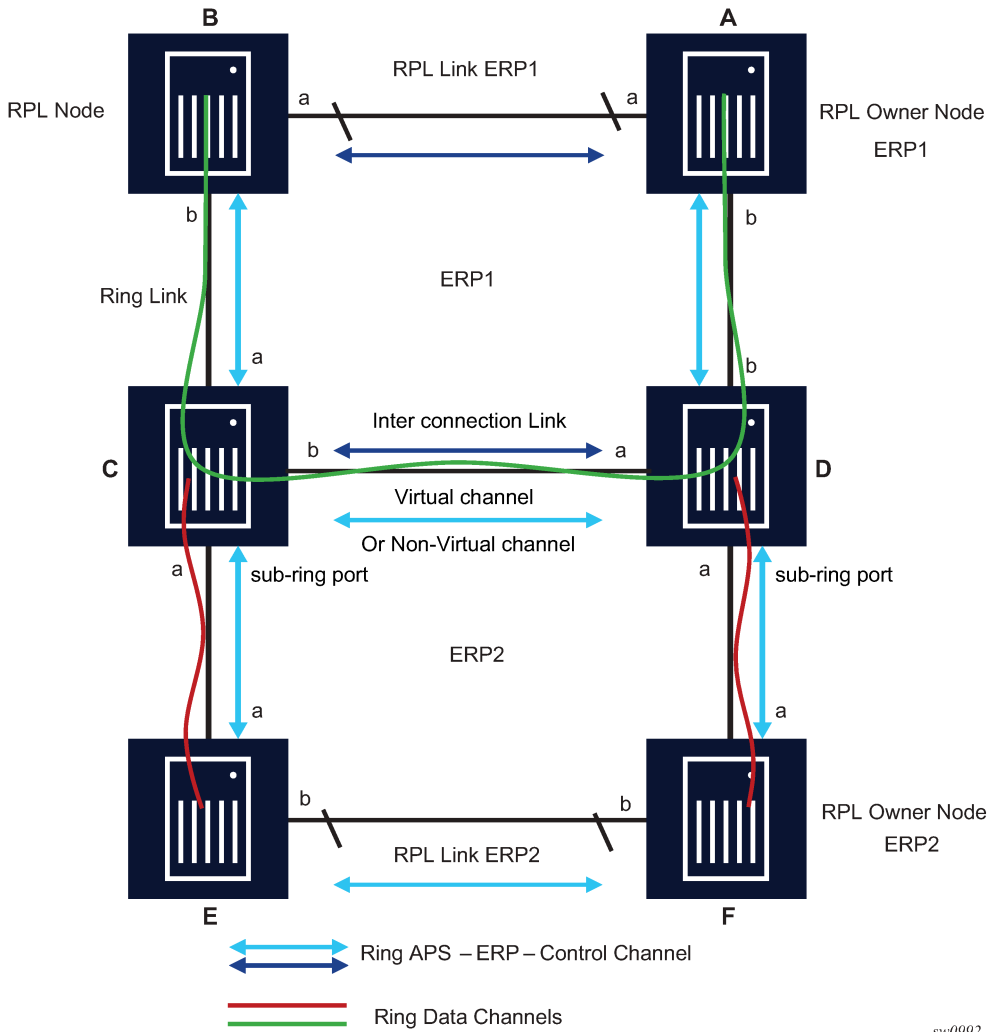 B
A
RPL Link ERP1
a
a
RPL Node
RPL Owner Node
ERP1
b
b
ERP1
Ring Link
a
b
Inter connection Link
b
a
C
D
Virtual channel
Or Non-Virtual channel
a
sub-ring port
a
sub-ring port
ERP2
a
a
b
b
RPL Owner Node
ERP2
RPL Link ERP2
E
F
Ring APS – ERP – Control Channel
Ring Data Channels
sw0992